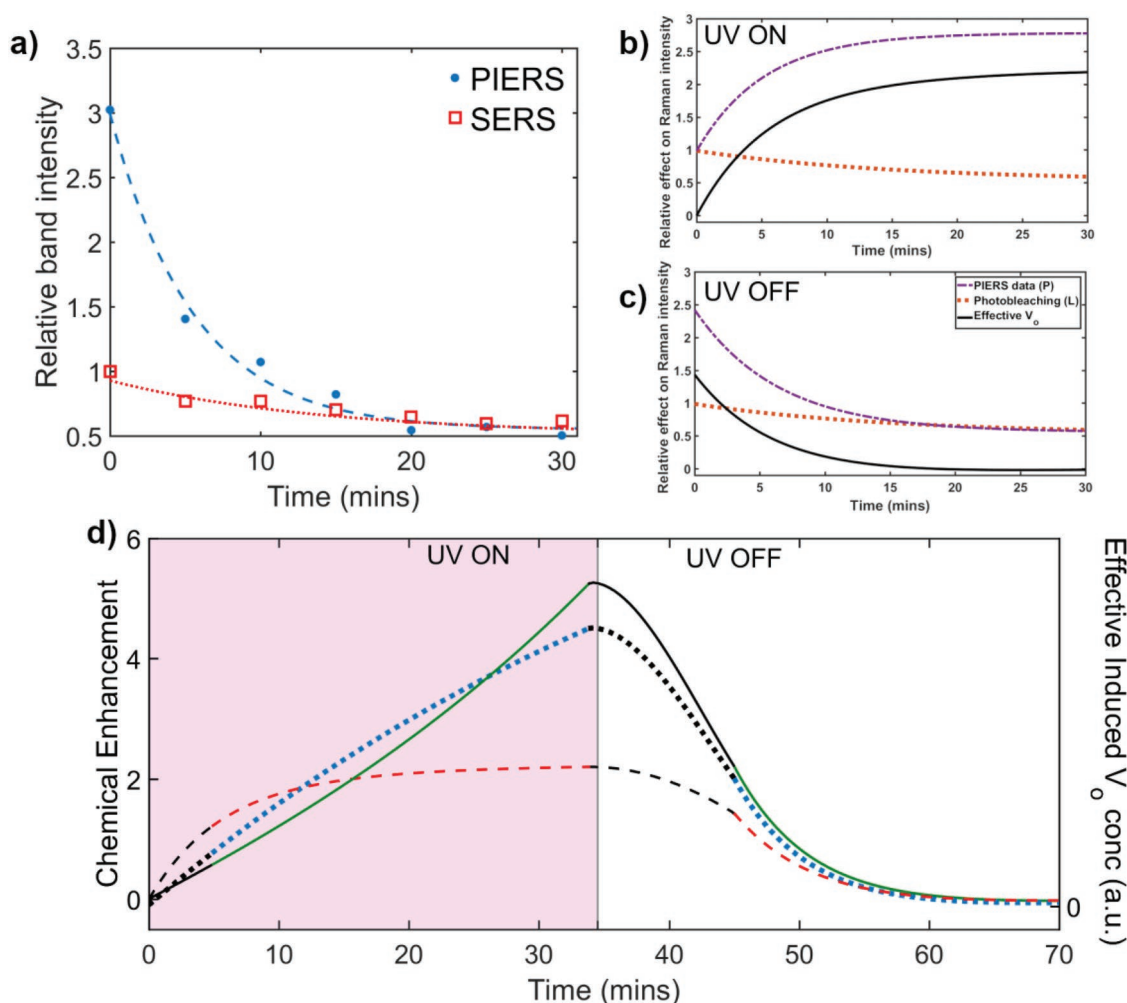 a)
3.5
3
2.5
2
1.5
1
0.5
0
10
20
30
Relative band intensity
Time (mins)
PIERS
SERS
b)
UV ON
3
2.5
2
1.5
1
0.5
0
0
5
10
15
20
25
30
Relative effect on Raman intensity
Time (mins)
c)
UV OFF
3
2.5
2
1.5
1
0.5
0
0
5
10
15
20
25
30
Relative effect on Raman intensity
Time (mins)
PIERS data (P)
Photobleaching (L)
Effective Vo
d)
UV ON
UV OFF
6
4
2
0
0
10
20
30
40
50
60
70
Chemical Enhancement
Time (mins)
Effective Induced Vo conc (a.u.)
0